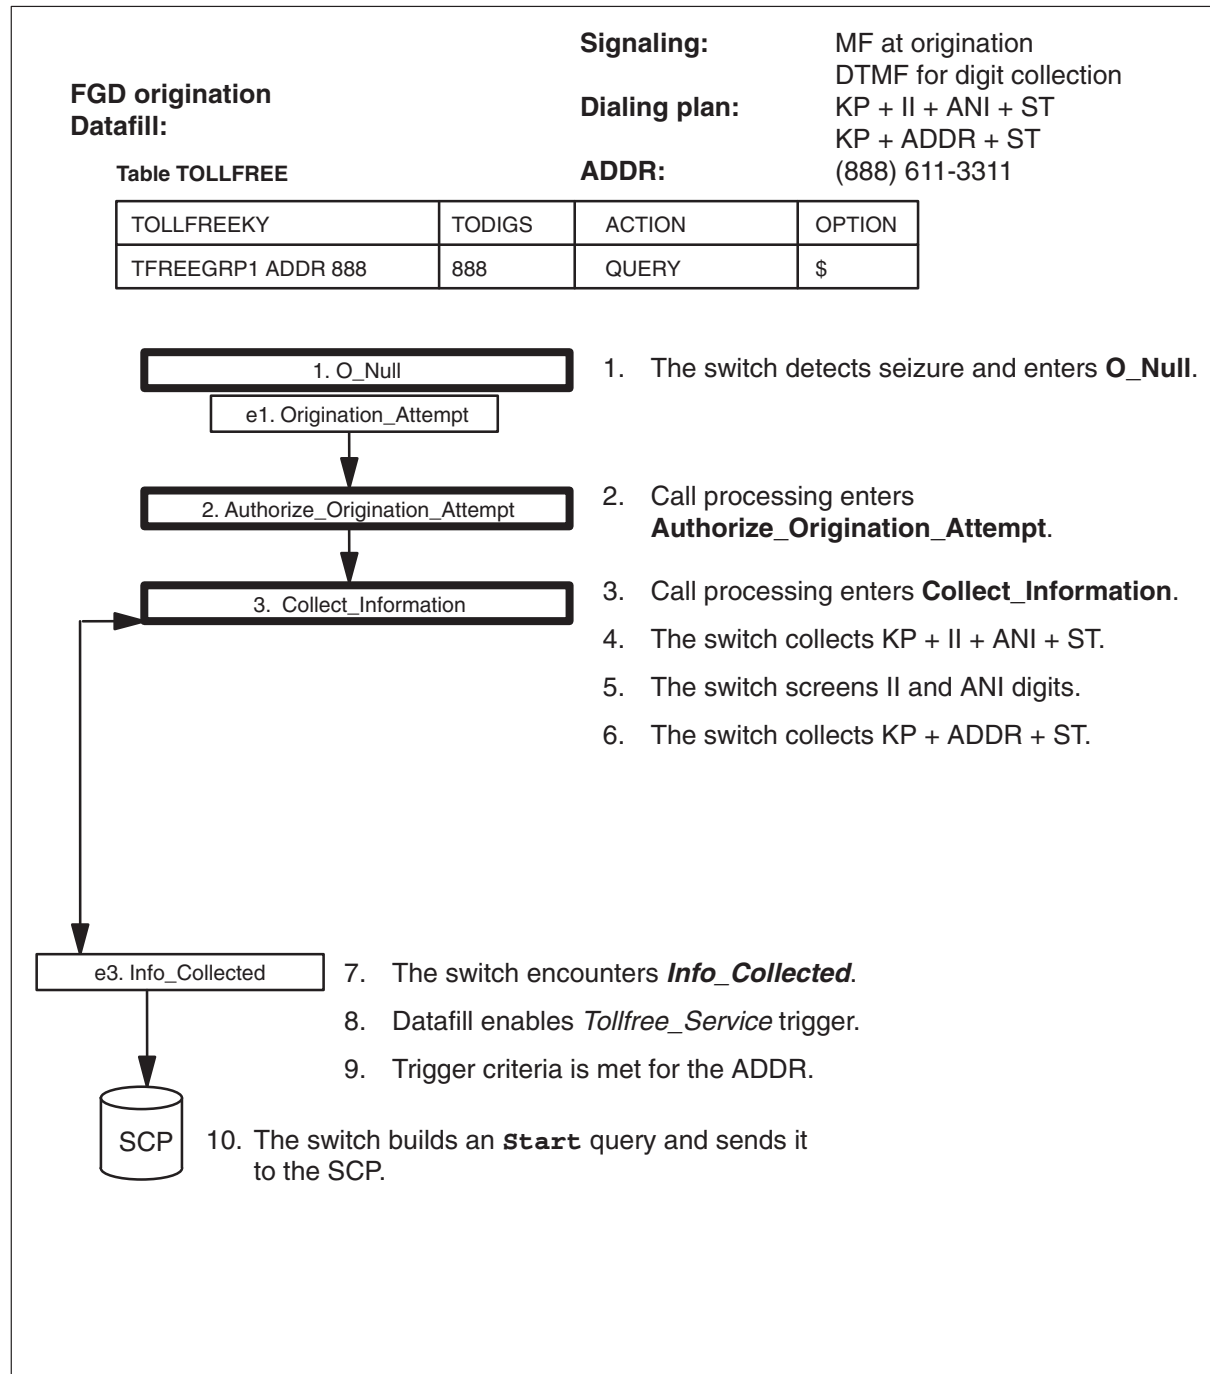 Signaling: MF at origination
DTMF for digit collection
FGD origination
Datafill:
Dialing plan: KP + II + ANI + ST
KP + ADDR + ST
Table TOLLFREE
ADDR: (888) 611-3311
TOLLFREEKY TODIGS ACTION OPTION
TFREEGRP1 ADDR 888 888 QUERY $
1. O_Null
1. The switch detects seizure and enters O_Null.
e1. Origination_Attempt
2. Authorize_Origination_Attempt
2. Call processing enters
Authorize_Origination_Attempt.
3. Collect_Information
3. Call processing enters Collect_Information.
4. The switch collects KP + II + ANI + ST.
5. The switch screens II and ANI digits.
6. The switch collects KP + ADDR + ST.
e3. Info_Collected
7. The switch encounters Info_Collected.
8. Datafill enables Tollfree_Service trigger.
9. Trigger criteria is met for the ADDR.
SCP
10. The switch builds an Start query and sends it
to the SCP.